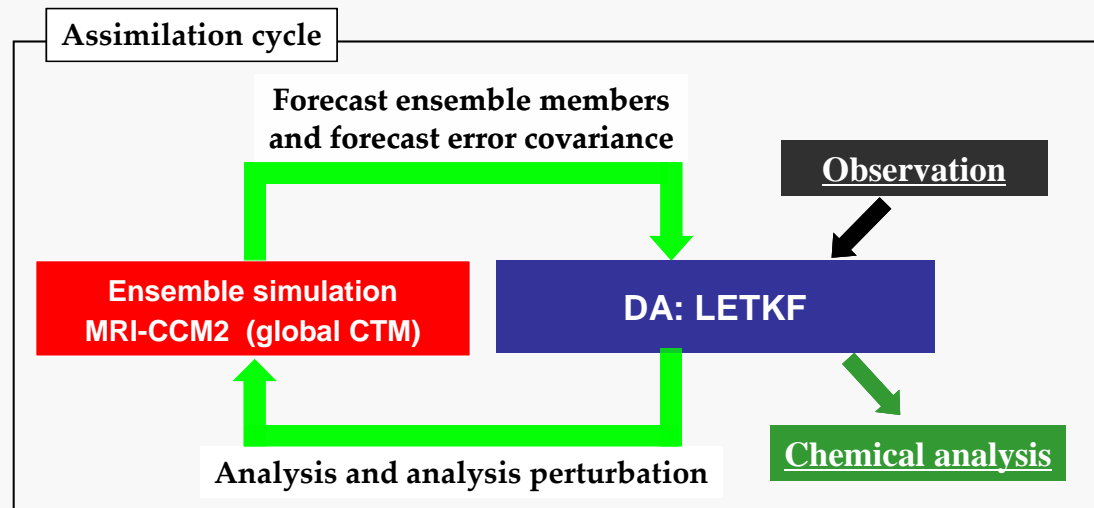 Assimilation cycle
Forecast ensemble members
and forecast error covariance
Observation
Ensemble simulation
MRI-CCM2 (global CTM)
DA: LETKF
Chemical analysis
Analysis and analysis perturbation